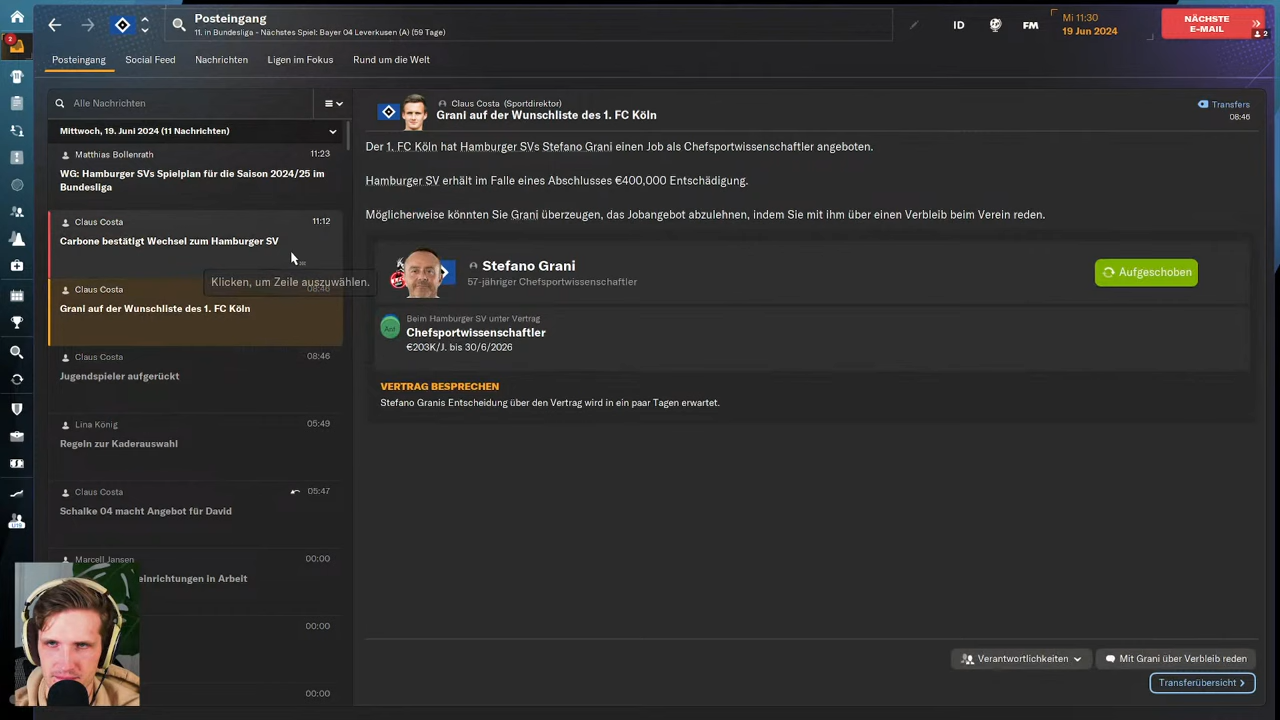 Posteingang
11. in Bundesliga - Nächstes Spiel: Bayer 04 Leverkusen (A) (59 Tage)
ID
FM
Mi 11:30
19 Jun 2024
NÄCHSTE
E-MAIL
2
2
Posteingang
Social Feed
Nachrichten
Ligen im Fokus
Rund um die Welt
Alle Nachrichten
Mittwoch, 19. Juni 2024 (11 Nachrichten)
Matthias Bollenrath
11:23
WG: Hamburger SVs Spielplan für die Saison 2024/25 im
Bundesliga
Claus Costa
11:12
Carbone bestätigt Wechsel zum Hamburger SV
Klicken, um Zeile auszuwählen.
Claus Costa
08:46
Grani auf der Wunschliste des 1. FC Köln
Claus Costa
08:46
Jugendspieler aufgerückt
Lina König
05:49
Regeln zur Kaderauswahl
Claus Costa
05:47
Schalke 04 macht Angebot für David
Marcell Jansen
00:00
einrichtungen in Arbeit
00:00
00:00
U19
Claus Costa (Sportdirektor)
Grani auf der Wunschliste des 1. FC Köln
Transfers
08:46
Der 1. FC Köln hat Hamburger SVs Stefano Grani einen Job als Chefsportwissenschaftler angeboten.
Hamburger SV erhält im Falle eines Abschlusses €400,000 Entschädigung.
Möglicherweise könnten Sie Grani überzeugen, das Jobangebot abzulehnen, indem Sie mit ihm über einen Verbleib beim Verein reden.
Stefano Grani
57-jähriger Chefsportwissenschaftler
Aufgeschoben
Beim Hamburger SV unter Vertrag
Chefsportwissenschaftler
€203K/J. bis 30/6/2026
VERTRAG BESPRECHEN
Stefano Granis Entscheidung über den Vertrag wird in ein paar Tagen erwartet.
Verantwortlichkeiten
Mit Grani über Verbleib reden
Transferübersicht